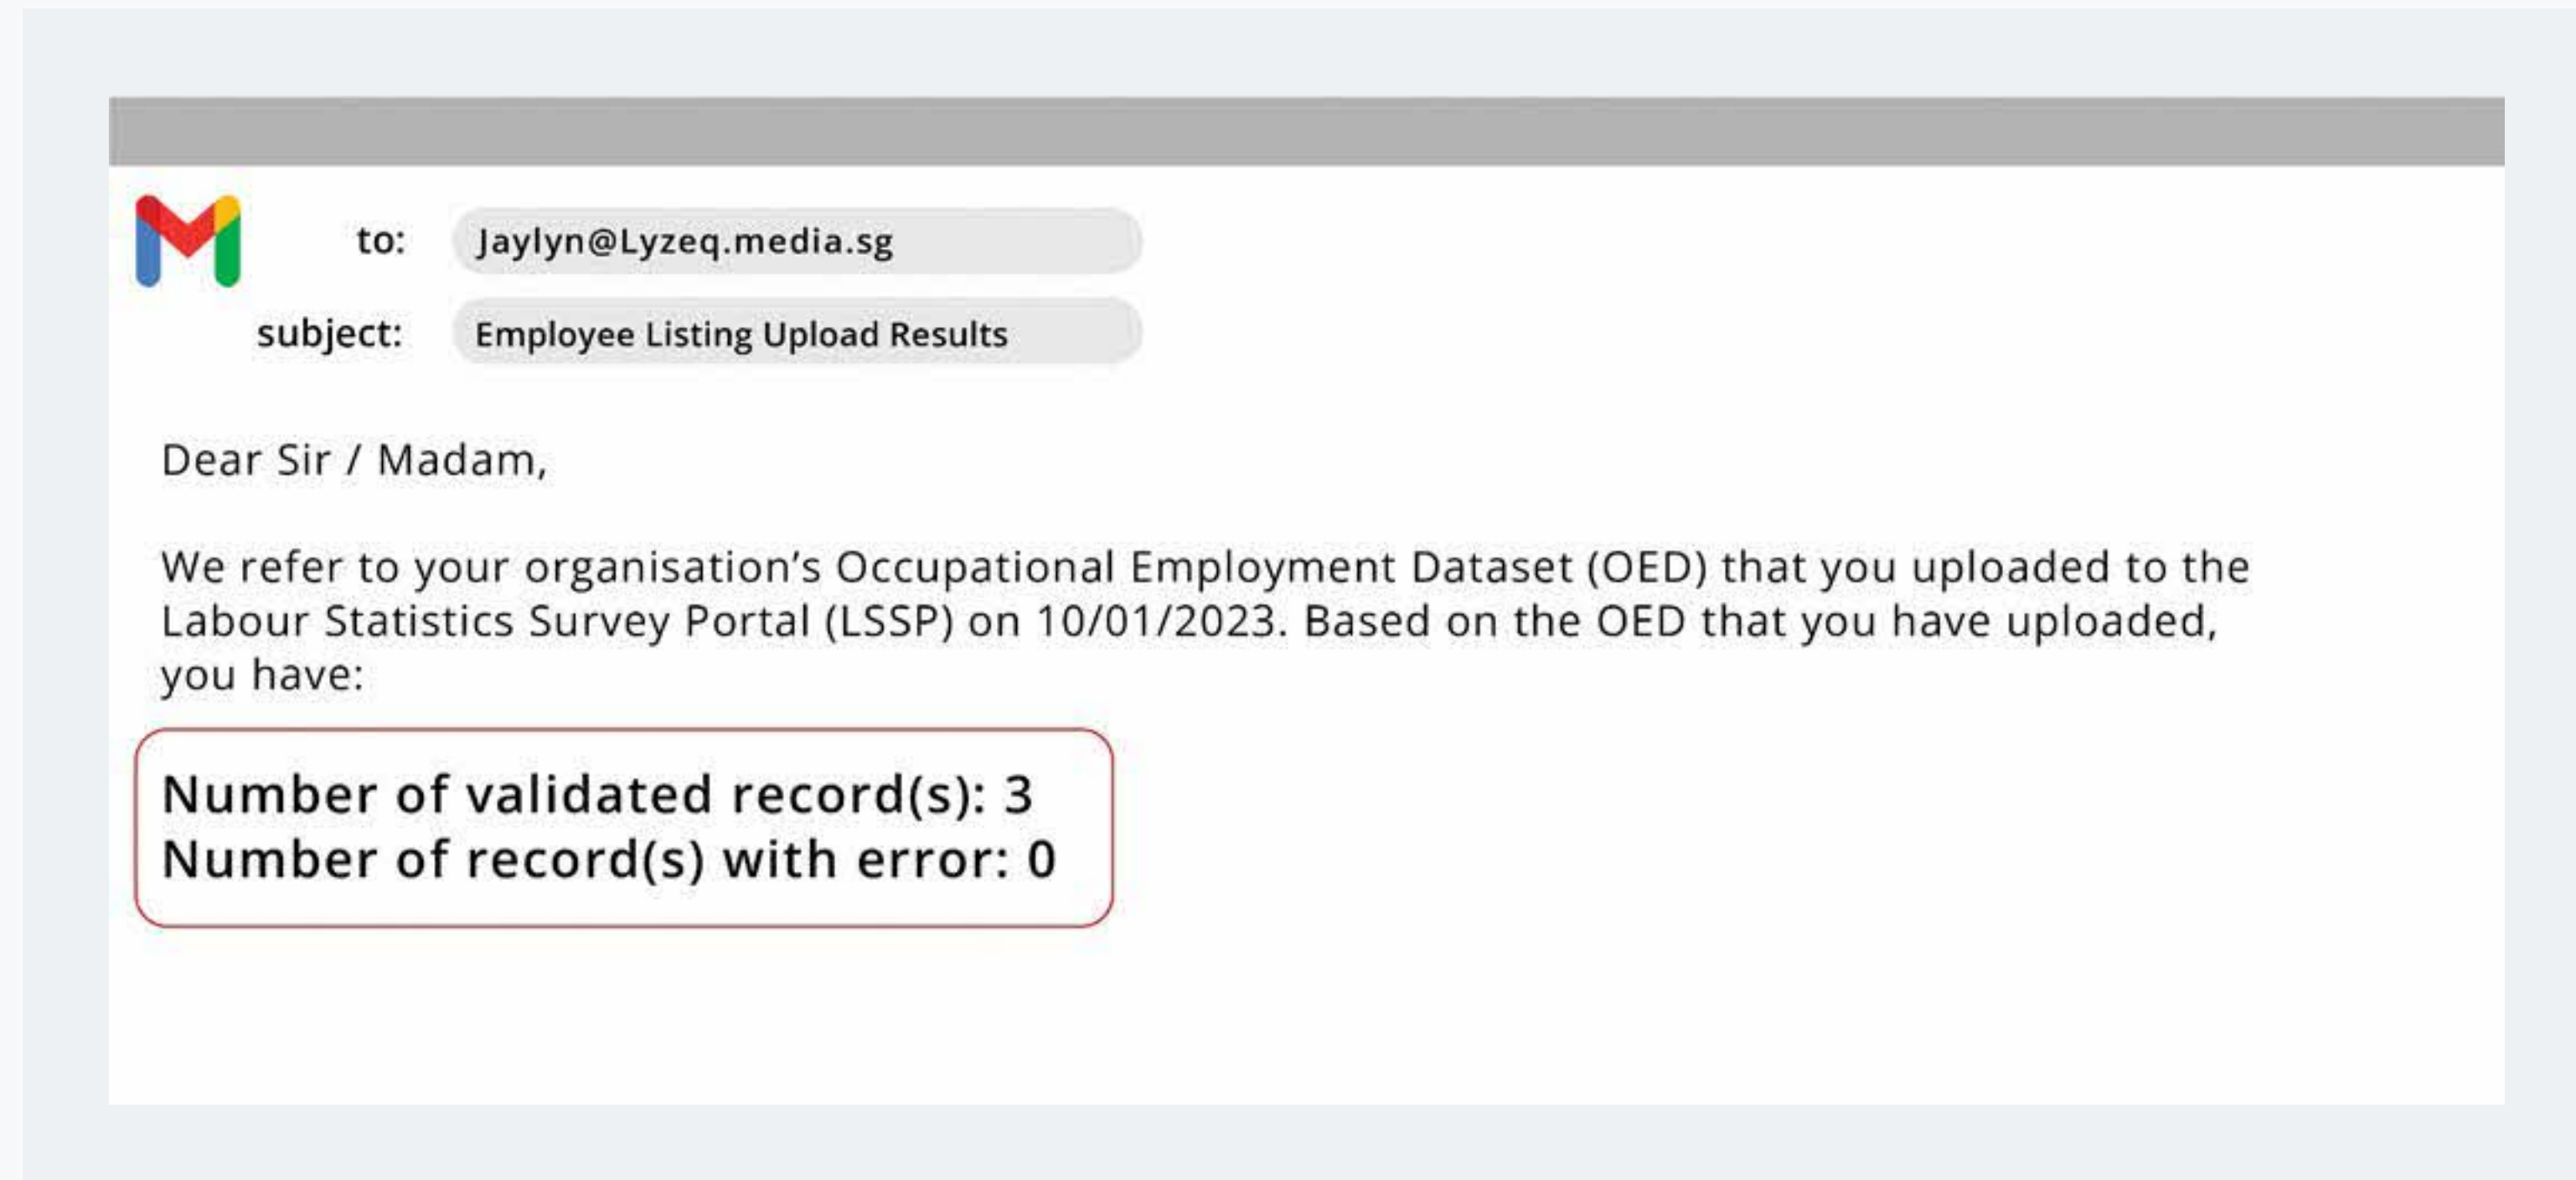 to: Jaylyn@Lyzeq.media.sg
subject: Employee Listing Upload Results
Dear Sir / Madam,
We refer to your organisation’s Occupational Employment Dataset (OED) that you uploaded to the
Labour Statistics Survey Portal (LSSP) on 10/01/2023. Based on the OED that you have uploaded,
you have:
Number of validated record(s): 3
Number of record(s) with error: 0